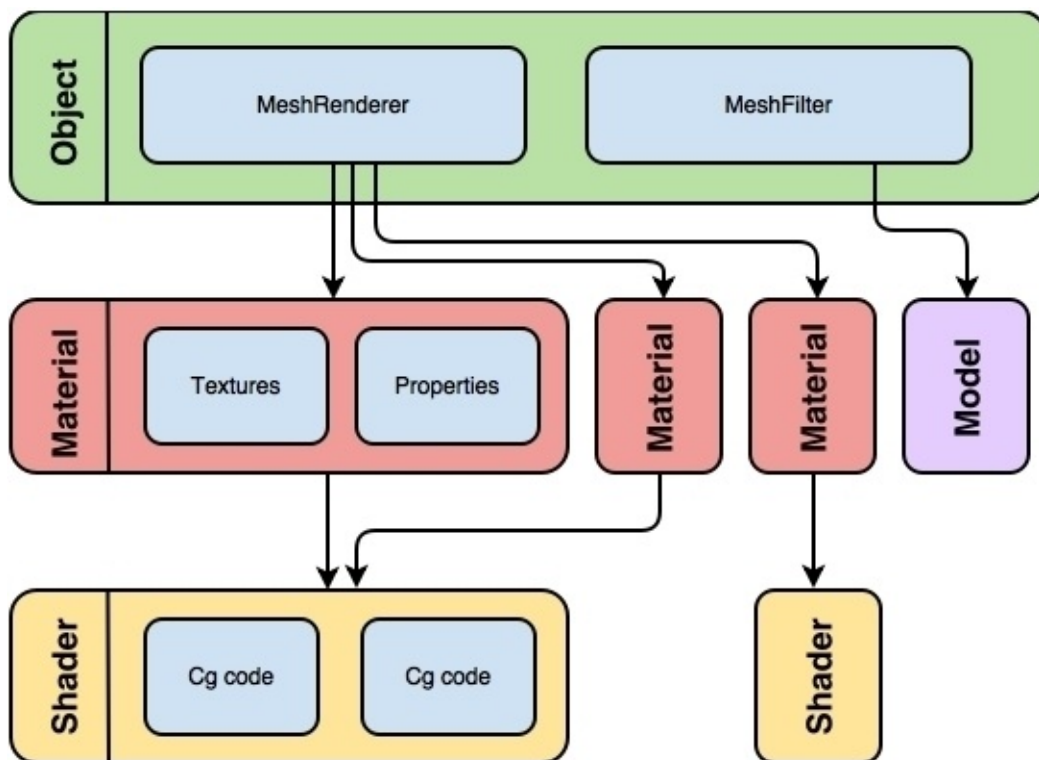 Object
MeshRenderer
MeshFilter
Material
Textures
Properties
Material
Material
Model
Shader
Cg code
Cg code
Shader